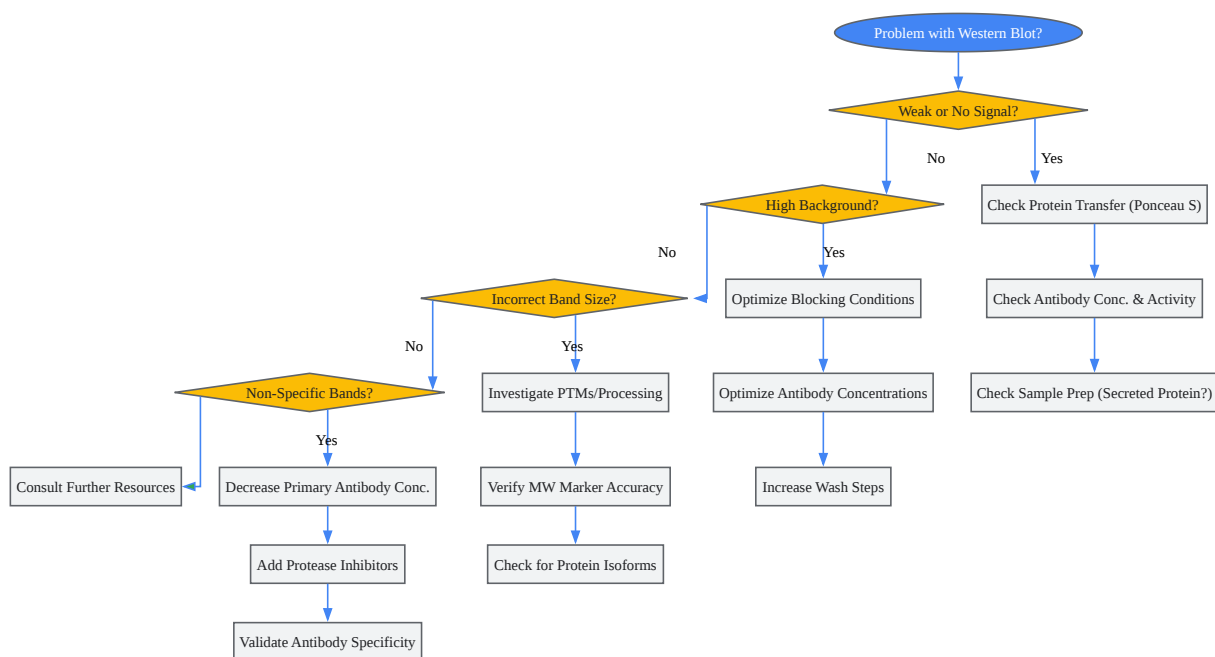 Problem with Western Blot?
Weak or No Signal?
No
Yes
High Background?
Check Protein Transfer (Ponceau S)
No
Yes
Incorrect Band Size?
Optimize Blocking Conditions
Check Antibody Conc. & Activity
No
Yes
Non-Specific Bands?
Investigate PTMs/Processing
Optimize Antibody Concentrations
Check Sample Prep (Secreted Protein?)
Yes
Consult Further Resources
Decrease Primary Antibody Conc.
Verify MW Marker Accuracy
Increase Wash Steps
Add Protease Inhibitors
Check for Protein Isoforms
Validate Antibody Specificity